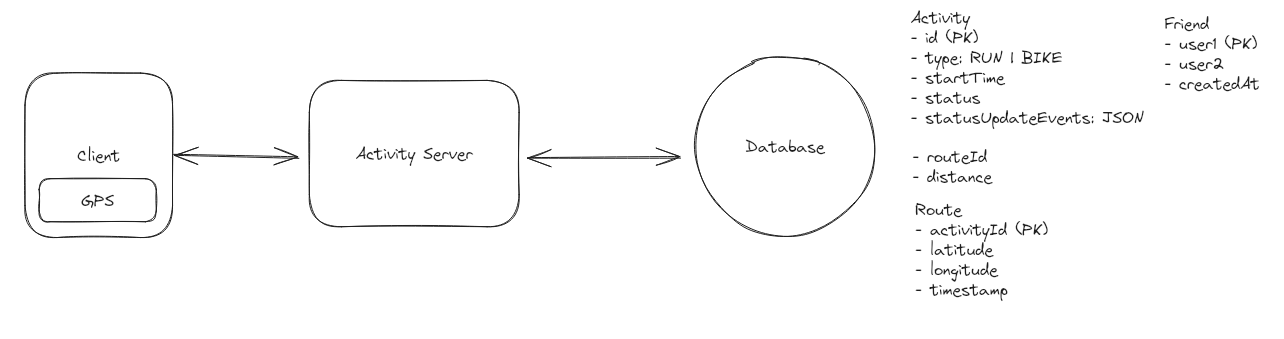 Client
GPS
Activity Server
Database
Activity
- id (PK)
- type: RUN | BIKE
- startTime
- status
- statusUpdateEvents: JSON
- routeId
- distance
Route
- activityId (PK)
- latitude
- longitude
- timestamp
Friend
- user1 (PK)
- user2
- createdAt